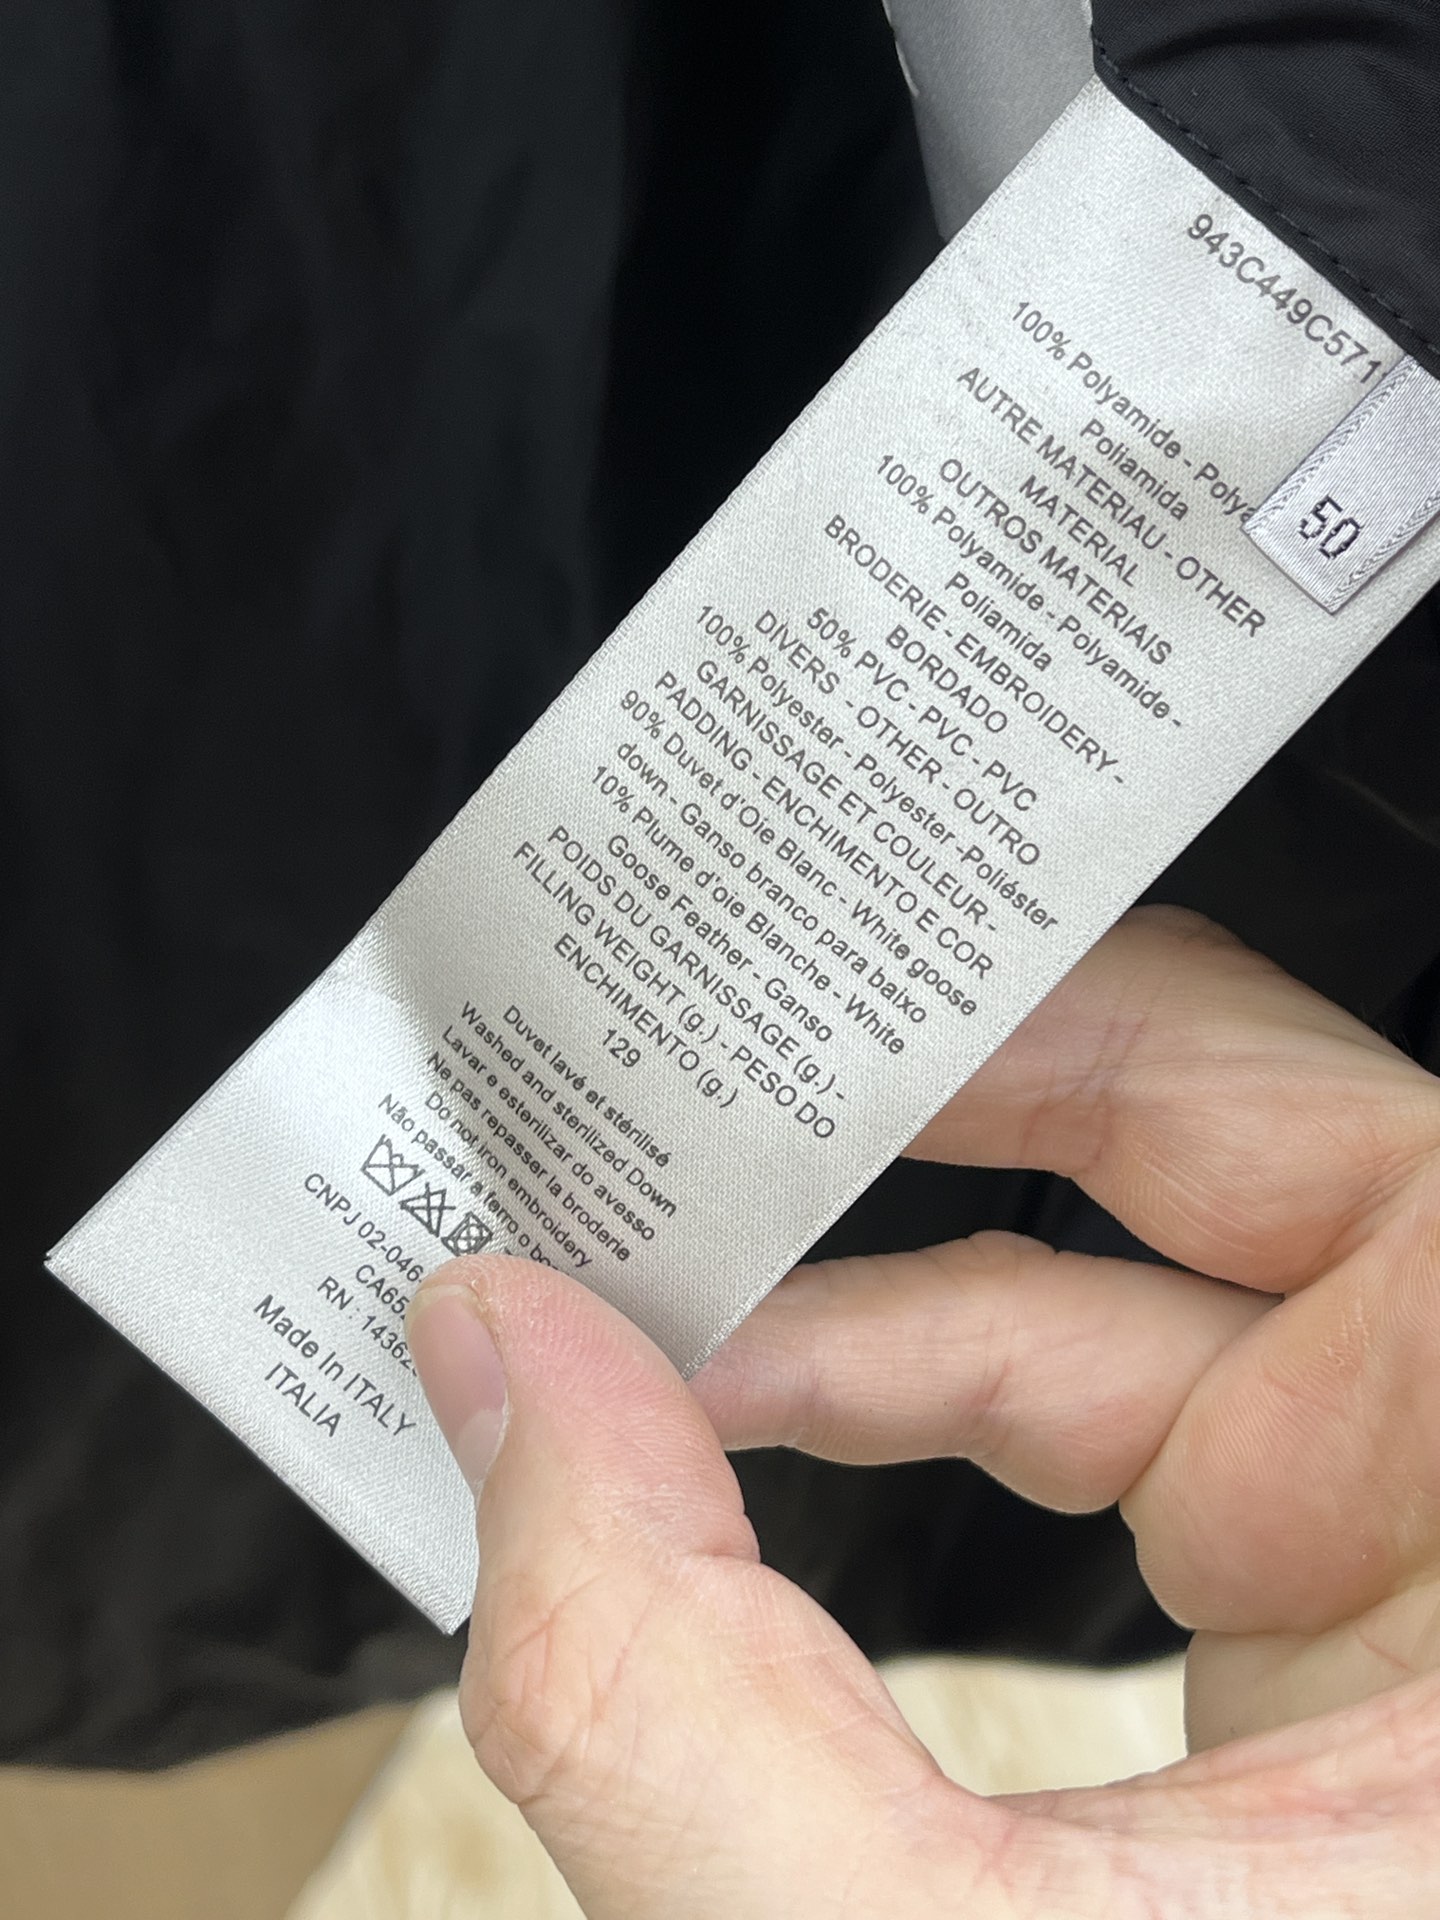 943C449C571
100% Polyamide -
Poliamida
AUTRE MATERIAU - OTHER
MATERIAL
OUTROS MATERIAIS
100% Polyamide - Polyamide -
Poliamida
BRODERIE - EMBROIDERY -
BORDADO
50% PVC - PVC - PVC
DIVERS - OTHER - OUTRO
100% Polyester - Polyester -Poliéster
GARNISSAGE ET COULEUR -
PADDING - ENCHIMENTO E COR
90% Duvet d'Oie Blanc - White goose
down - Ganso branco para baixo
10% Plume d'oie Blanche - White
Goose Feather - Ganso
POIDS DU GARNISSAGE (g.) -
FILLING WEIGHT (g.) - PESO DO
ENCHIMENTO (g.)
129
Duvet lavé et stérilisé
Washed and sterilized Down
Lavar e esterilizar do avesso
Ne pas repasser la broderie
Do not iron embroidery
Não passar a ferro o
CNPJ 02-046
CA65
RN : 1436
Made In ITALY
ITALIA
50